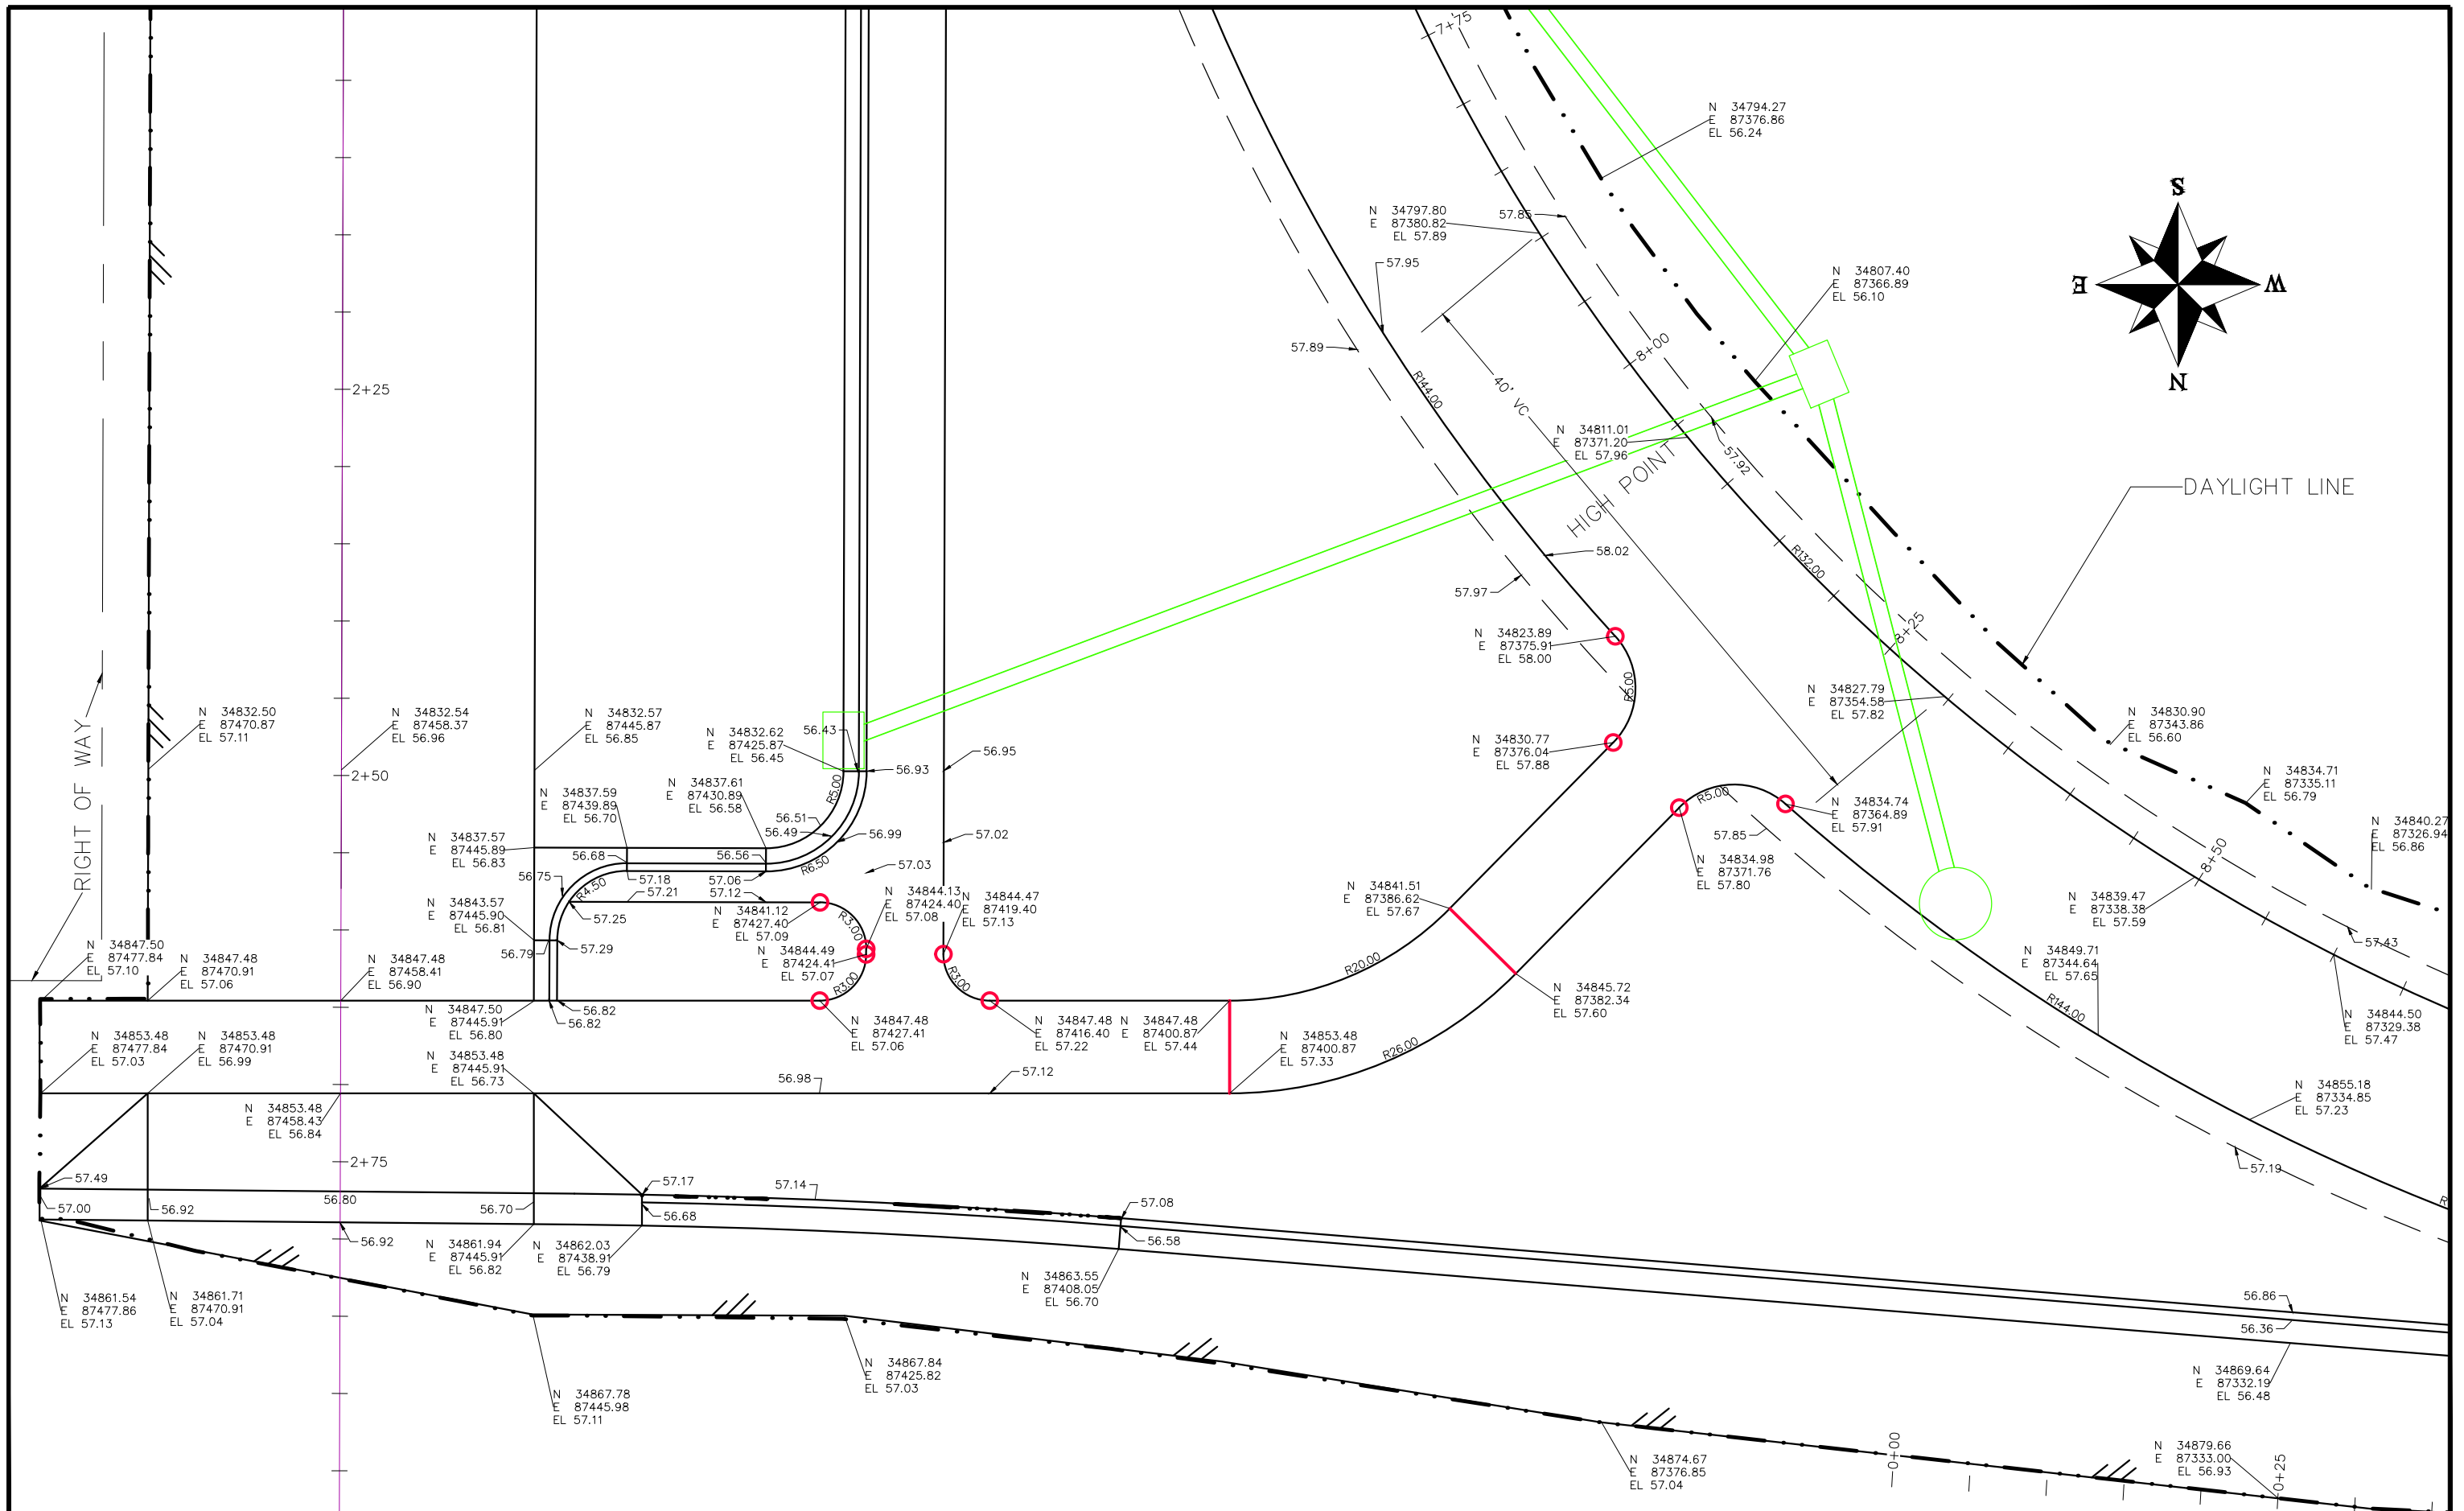 7+75
N 34794.27
E 87376.86
EL 56.24
S
E
W
N
N 34797.80
E 87380.82
EL 57.89
57.85
57.95
N 34807.40
E 87366.89
EL 56.10
57.89
8+00
2+25
R144.00
40' VC
N 34811.01
E 87371.20
EL 57.96
57.92
HIGH POINT
DAYLIGHT LINE
58.02
R132.00
57.97
8+25
N 34823.89
E 87375.91
EL 58.00
R5.00
RIGHT OF WAY
N 34832.50
E 87470.87
EL 57.11
N 34832.54
E 87458.37
EL 56.96
N 34832.57
E 87445.87
EL 56.85
N 34832.62
E 87425.87
EL 56.45
56.43
56.95
N 34827.79
E 87354.58
EL 57.82
N 34830.90
E 87343.86
EL 56.60
N 34830.77
E 87376.04
EL 57.88
2+50
56.93
N 34834.71
E 87335.11
EL 56.79
N 34837.59
E 87439.89
EL 56.70
N 34837.61
E 87430.89
EL 56.58
R5.00
56.51
56.49
56.99
57.02
R5.00
N 34834.74
E 87364.89
EL 57.91
57.85
N 34840.27
E 87326.94
EL 56.86
N 34837.57
E 87445.89
EL 56.83
56.68
56.56
R6.50
57.03
N 34834.98
E 87371.76
EL 57.80
8+50
56.75
R4.50
57.18
57.21
57.06
57.12
N 34843.57
E 87445.90
EL 56.81
57.25
N 34841.12
E 87427.40
EL 57.09
R3.00
N 34844.13
E 87424.40
EL 57.08
N 34844.47
E 87419.40
EL 57.13
N 34841.51
E 87386.62
EL 57.67
N 34839.47
E 87338.38
EL 57.59
57.43
N 34847.50
E 87477.84
EL 57.10
N 34847.48
E 87470.91
EL 57.06
N 34847.48
E 87458.41
EL 56.90
56.79
57.29
N 34844.49
E 87424.41
EL 57.07
R3.00
R3.00
R20.00
N 34849.71
E 87344.64
EL 57.65
N 34845.72
E 87382.34
EL 57.60
R144.00
N 34847.50
E 87445.91
EL 56.80
56.82
56.82
N 34847.48
E 87427.41
EL 57.06
N 34847.48
E 87416.40
EL 57.22
N 34847.48
E 87400.87
EL 57.44
N 34853.48
E 87400.87
EL 57.33
R26.00
N 34844.50
E 87329.38
EL 57.47
N 34853.48
E 87477.84
EL 57.03
N 34853.48
E 87470.91
EL 56.99
N 34853.48
E 87445.91
EL 56.73
56.98
57.12
N 34855.18
E 87334.85
EL 57.23
N 34853.48
E 87458.43
EL 56.84
2+75
57.49
57.17
57.14
57.19
57.00
56.92
56.80
56.70
56.68
57.08
R
56.92
56.58
N 34861.94
E 87445.91
EL 56.82
N 34862.03
E 87438.91
EL 56.79
N 34863.55
E 87408.05
EL 56.70
N 34861.54
E 87477.86
EL 57.13
N 34861.71
E 87470.91
EL 57.04
56.86
56.36
N 34867.84
E 87425.82
EL 57.03
N 34869.64
E 87332.19
EL 56.48
N 34867.78
E 87445.98
EL 57.11
N 34874.67
E 87376.85
EL 57.04
0+00
N 34879.66
E 87333.00
EL 56.93
0+25